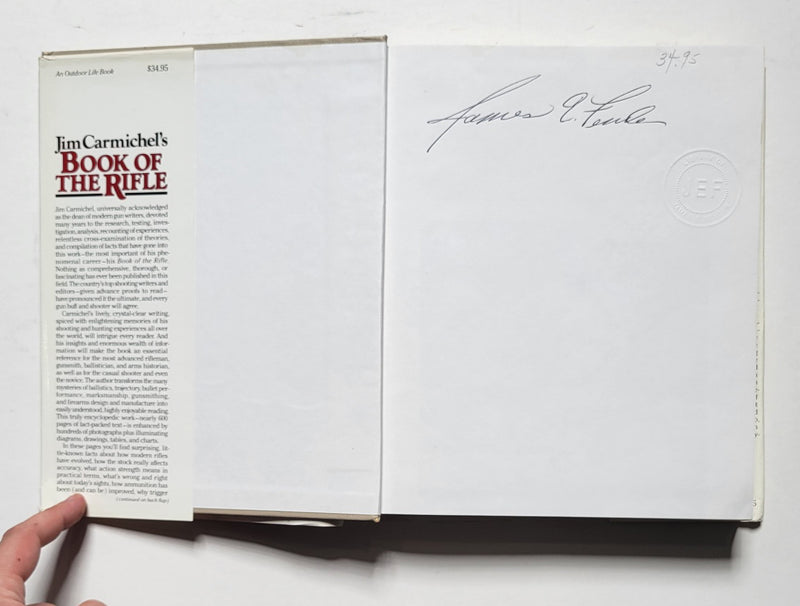 An Outdoor Life Book
$34.95
Jim Carmichel's
BOOK OF
THE RIFLE
Jim Carmichel, universally acknowledged
as the dean of modern gun writers, devoted
many years to the research, testing, inves-
tigation, analysis, recounting of experiences,
relentless cross-examination of theories,
and compilation of facts that have gone into
this work—the most important of his phe-
nomenal career—his Book of the Rifle.
Nothing as comprehensive, thorough, or
fascinating has ever been published in this
field. The country's top shooting writers and
editors—given advance proofs to read—
have pronounced it the ultimate, and every
gun buff and shooter will agree.
Carmichel's lively, crystal-clear writing,
spiced with enlightening memories of his
shooting and hunting experiences all over
the world, will intrigue every reader. And
his insights and enormous wealth of infor-
mation will make the book an essential
reference for the most advanced rifleman,
gunsmith, ballistician, and arms historian,
as well as for the casual shooter and even
the novice. The author transforms the many
mysteries of ballistics, trajectory, bullet per-
formance, marksmanship, gunsmithing,
and firearms design and manufacture into
easily understood, highly enjoyable reading.
This truly encyclopedic work—nearly 600
pages of fact-packed text—is enhanced by
hundreds of photographs plus illuminating
diagrams, drawings, tables, and charts.
In these pages you'll find surprising, lit-
tle-known facts about how modern rifles
have evolved, how the stock really affects
accuracy, what action strength means in
practical terms, what's wrong and right
about today's sights, how ammunition has
been (and can be) improved, why trigger
(continued on back flap)
34.95
James E.
JEF